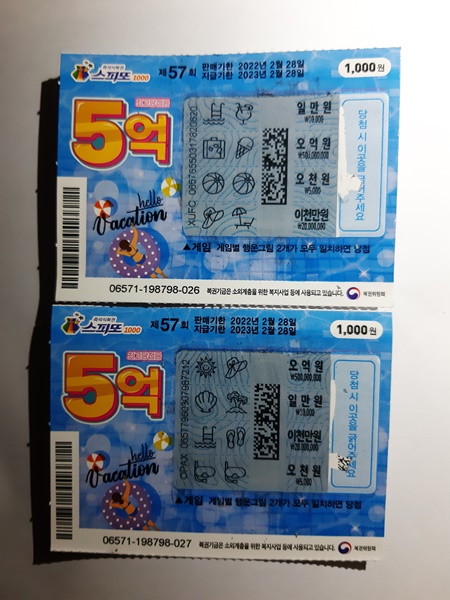 즉석식복권
스피또1000
제57회
판매기한 2022년 2월 28일
지급기한 2023년 2월 28일
1,000원
5억
hello
Vacation
일만원
₩10,000
오억원
₩500,000,000
오천원
₩5,000
이천만원
₩20,000,000
당첨 시 이곳을 긁어주세요
▲게임 게임별 행운그림 2개가 모두 일치하면 당첨
06571-198798-026
복권기금은 소외계층을 위한 복지사업 등에 사용되고 있습니다.
복권위원회
스피또1000
제57회
판매기한 2022년 2월 28일
지급기한 2023년 2월 28일
1,000원
5억
hello
Vacation
오억원
₩500,000,000
일만원
₩10,000
이천만원
₩20,000,000
오천원
₩5,000
당첨 시 이곳을 긁어주세요
▲게임 게임별 행운그림 2개가 모두 일치하면 당첨
06571-198798-027
복권기금은 소외계층을 위한 복지사업 등에 사용되고 있습니다.
복권위원회